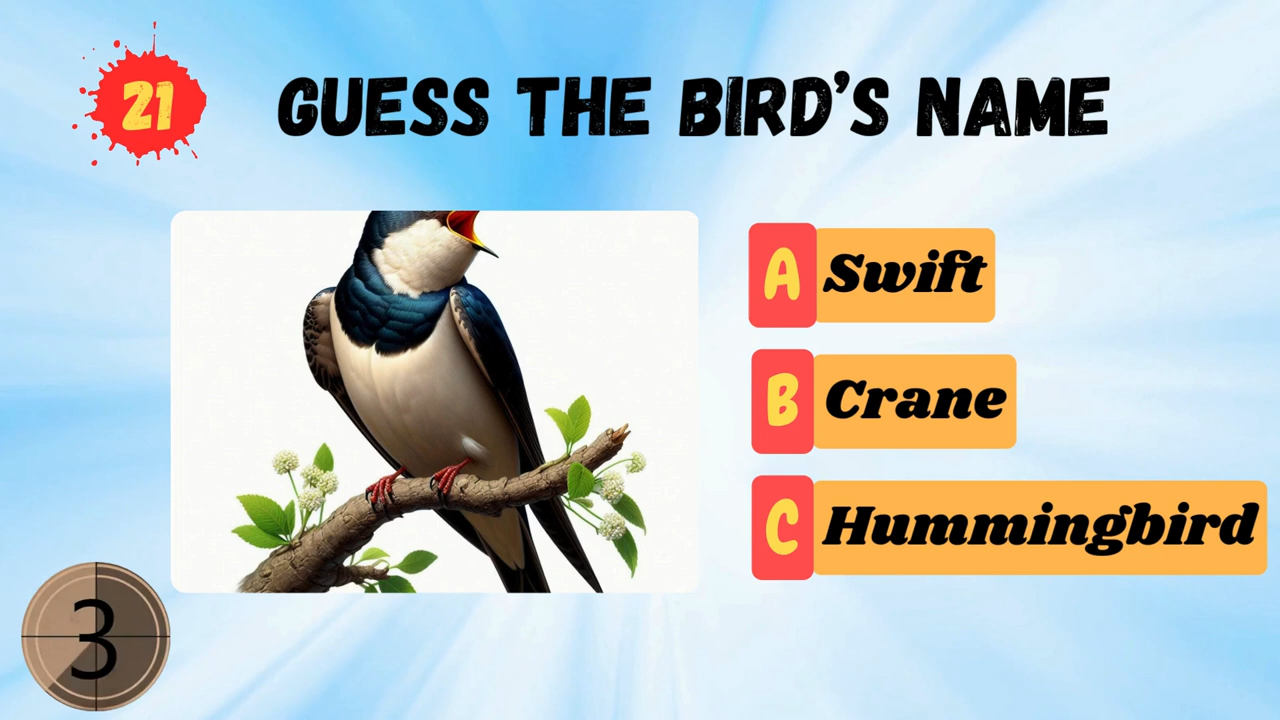 21
GUESS THE BIRD'S NAME
A Swift
B Crane
C Hummingbird
3